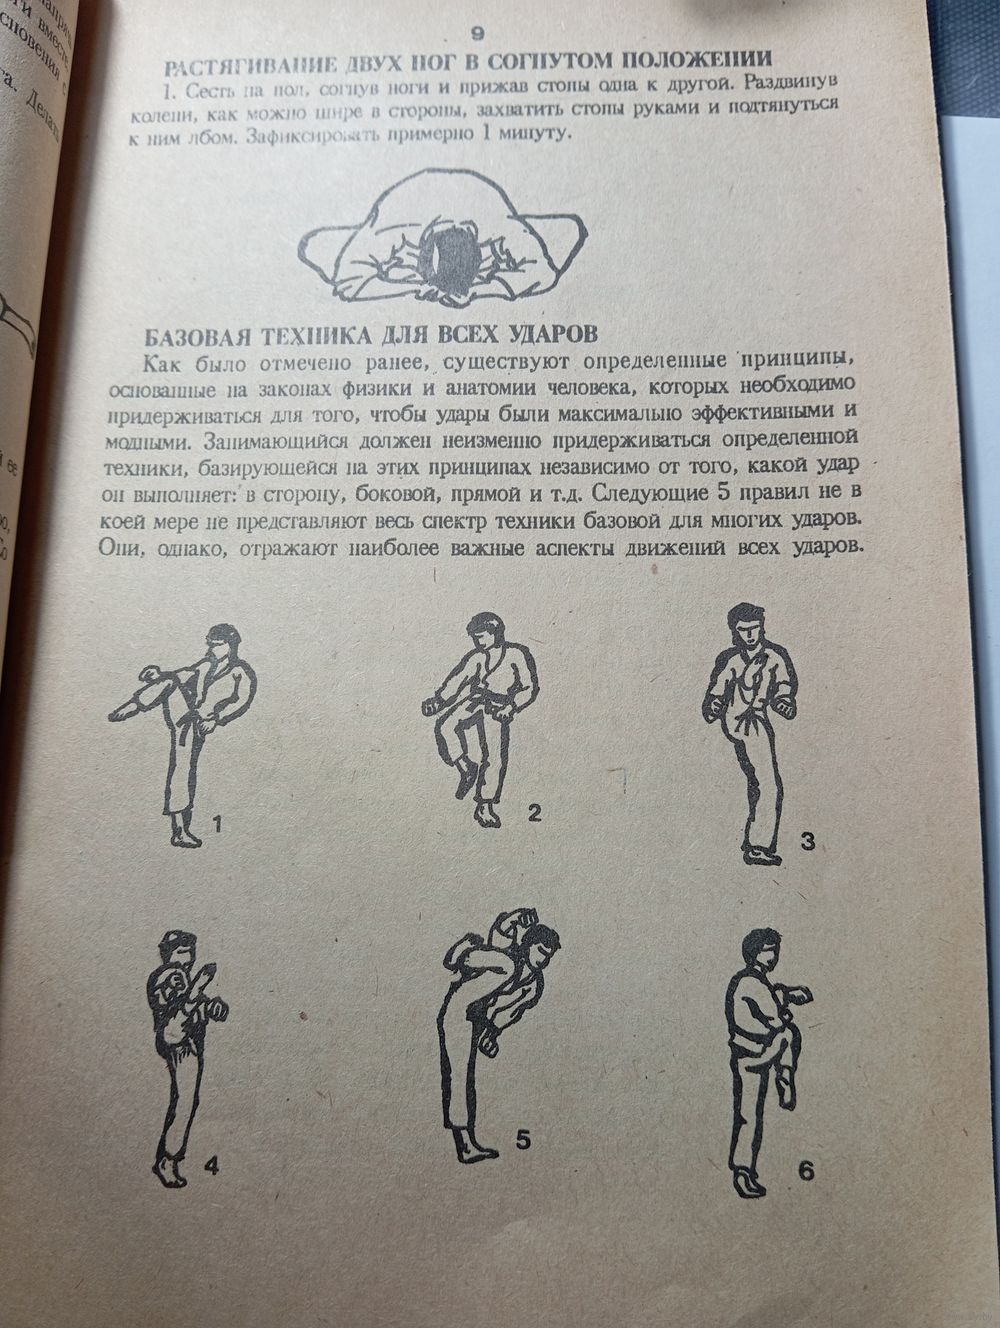 9
РАСТЯГИВАНИЕ ДВУХ НОГ В СОГНУТОМ ПОЛОЖЕНИИ
1. Сесть на пол, согнув ноги и прижав стопы одна к другой. Раздвинув
колени, как можно шире в стороны, захватить стопы руками и подтянуться
к ним лбом. Зафиксировать примерно 1 минуту.
БАЗОВАЯ ТЕХНИКА ДЛЯ ВСЕХ УДАРОВ
Как было отмечено ранее, существуют определенные принципы,
основанные на законах физики и анатомии человека, которых необходимо
придерживаться для того, чтобы удары были максимально эффективными и
мощными. Занимающийся должен неизменно придерживаться определенной
техники, базирующейся на этих принципах независимо от того, какой удар
он выполняет: в сторону, боковой, прямой и т.д. Следующие 5 правил не в
коей мере не представляют весь спектр техники базовой для многих ударов.
Они, однако, отражают наиболее важные аспекты движений всех ударов.
1
2
3
4
5
6